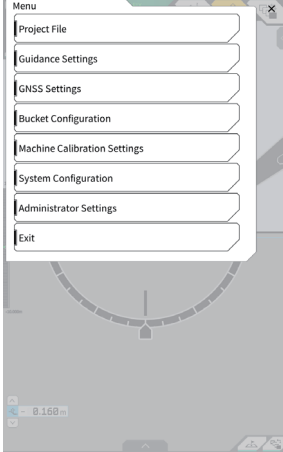 Menu
Project File
Guidance Settings
GNSS Settings
Bucket Configuration
Machine Calibration Settings
System Configuration
Administrator Settings
Exit
- 0.160 m